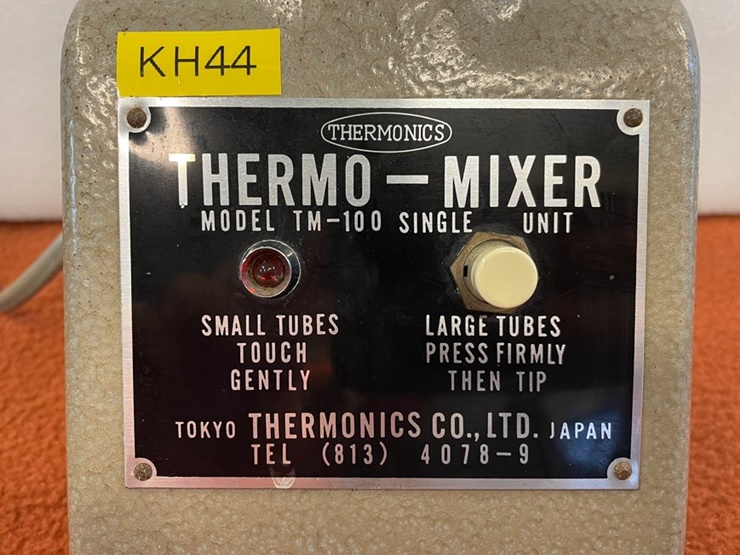 KH44
THERMONICS
THERMO-MIXER
MODEL TM-100 SINGLE UNIT
SMALL TUBES
TOUCH
GENTLY
LARGE TUBES
PRESS FIRMLY
THEN TIP
TOKYO THERMONICS CO., LTD. JAPAN
TEL (813) 4078-9